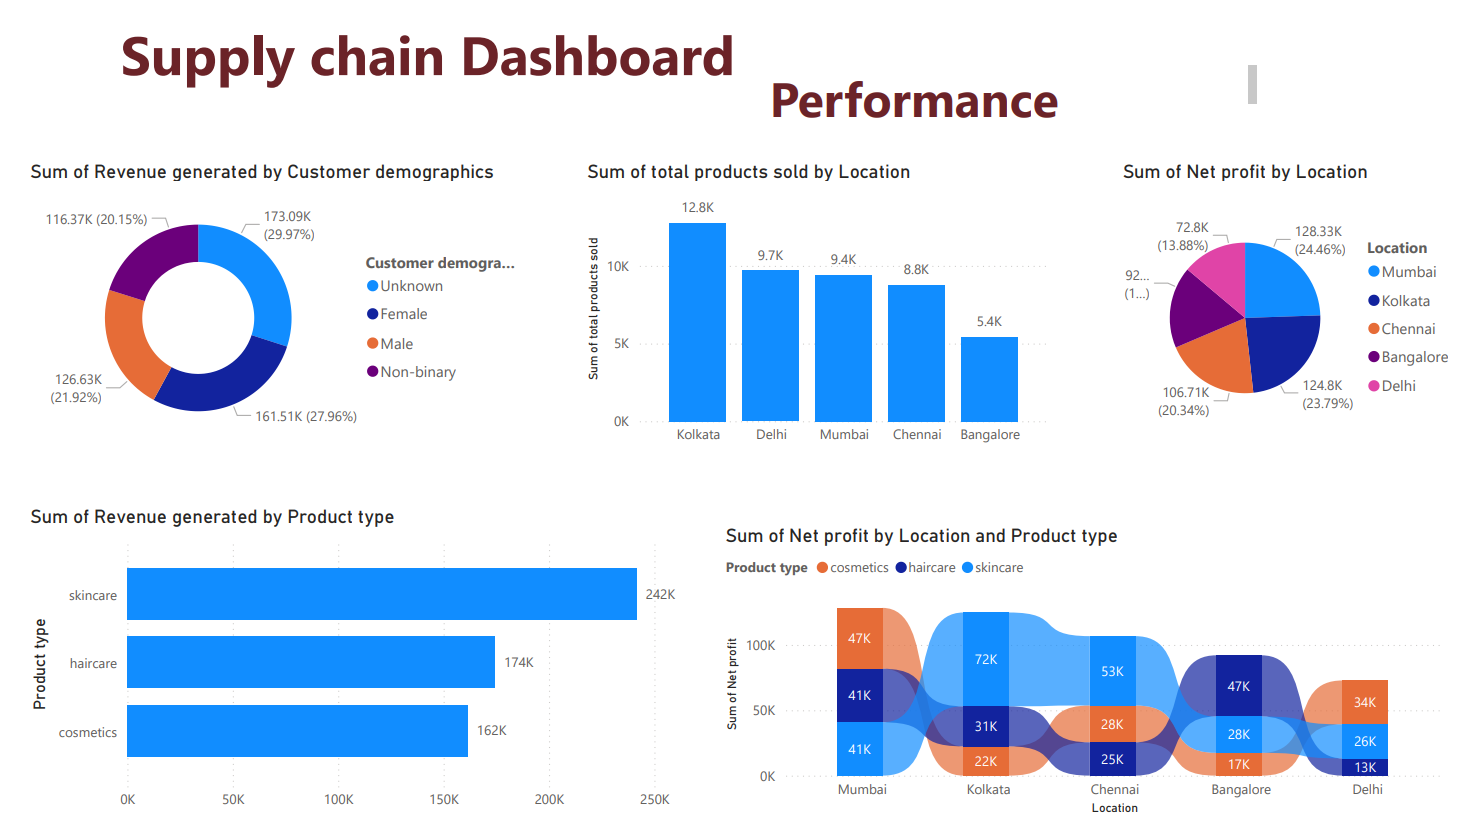 Supply chain Dashboard
Performance
Sum of Revenue generated by Customer demographics
116.37K (20.15%)
173.09K
(29.97%)
126.63K
(21.92%)
161.51K (27.96%)
Customer demogra...
Unknown
Female
Male
Non-binary
Sum of total products sold by Location
Sum of total products sold
10K
5K
0K
12.8K
9.7K
9.4K
8.8K
5.4K
Kolkata
Delhi
Mumbai
Chennai
Bangalore
Sum of Net profit by Location
72.8K
(13.88%)
128.33K
(24.46%)
92...
(1...)
106.71K
(20.34%)
124.8K
(23.79%)
Location
Mumbai
Kolkata
Chennai
Bangalore
Delhi
Sum of Revenue generated by Product type
Product type
skincare
242K
haircare
174K
cosmetics
162K
0K
50K
100K
150K
200K
250K
Sum of Net profit by Location and Product type
Product type
cosmetics
haircare
skincare
Sum of Net profit
100K
50K
0K
47K
41K
41K
72K
31K
22K
53K
28K
25K
47K
28K
17K
34K
26K
13K
Mumbai
Kolkata
Chennai
Bangalore
Delhi
Location